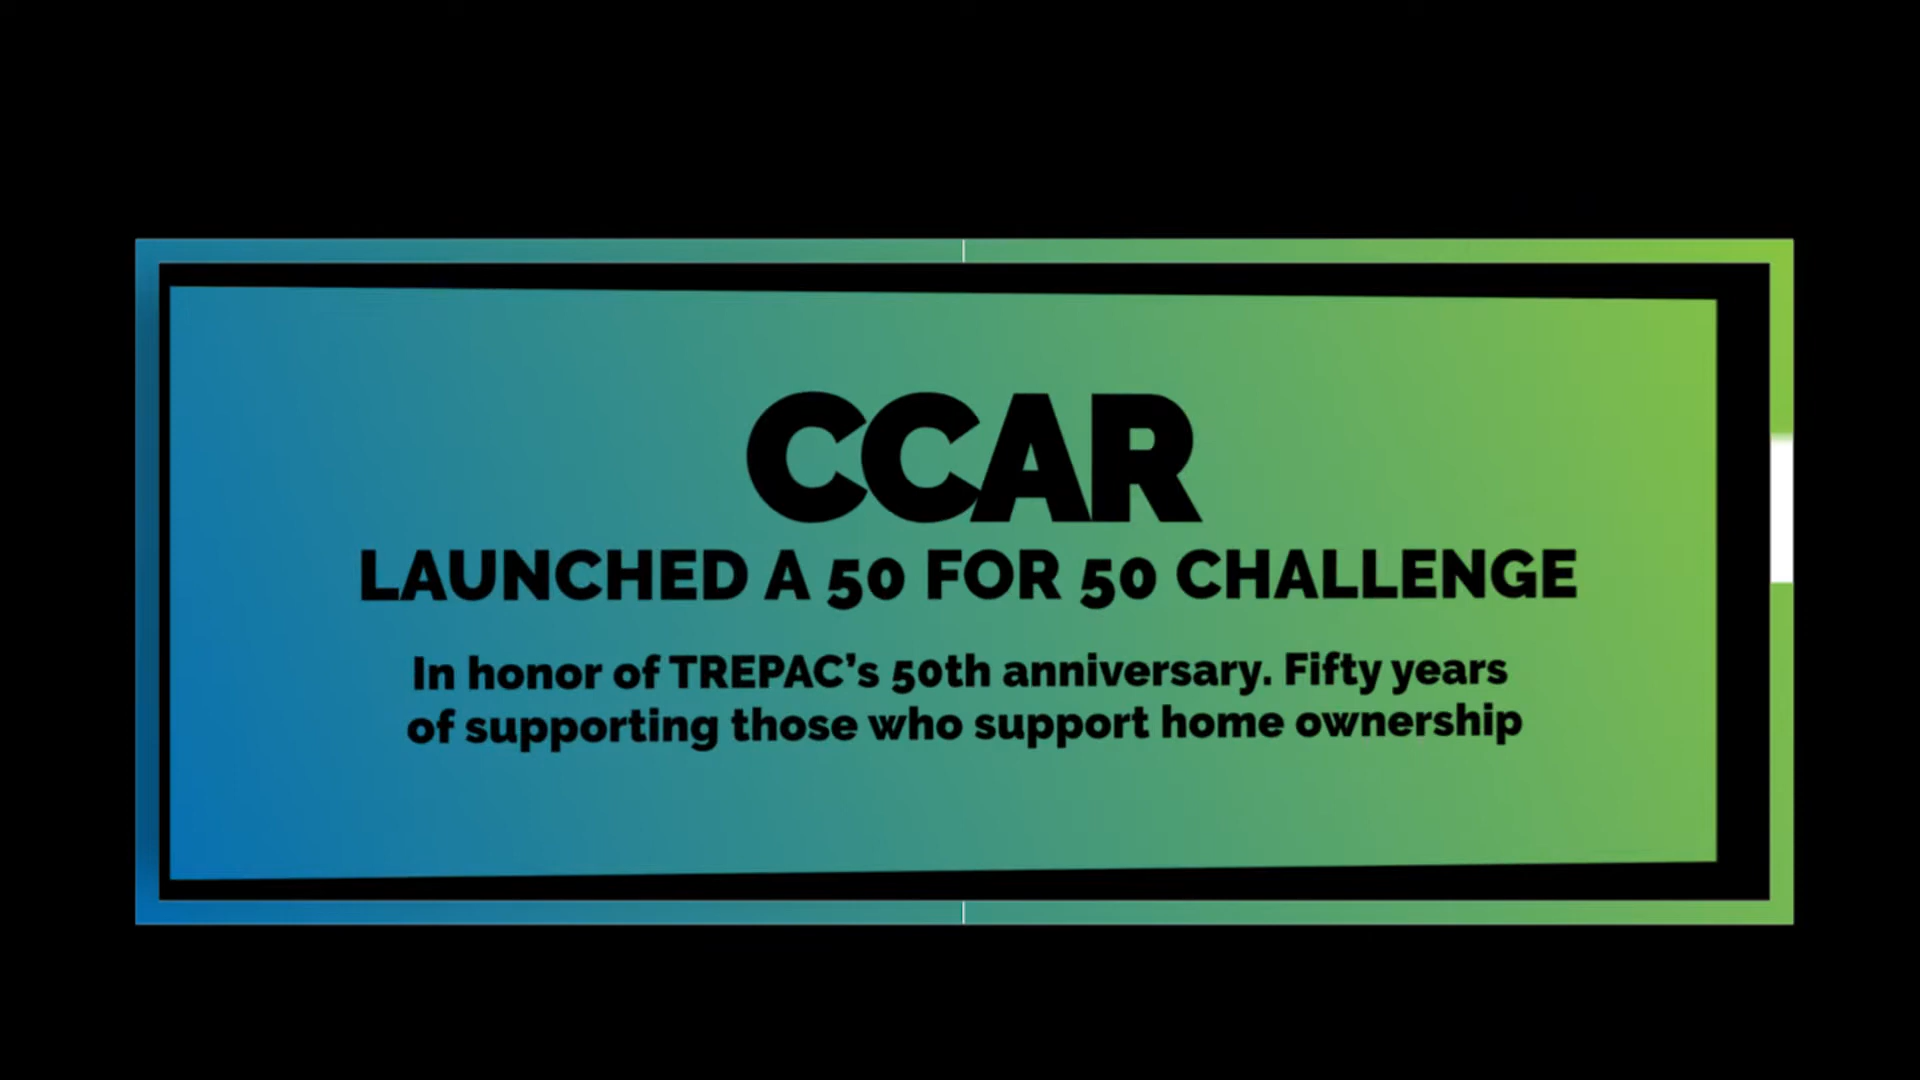 CCAR
LAUNCHED A 50 FOR 50 CHALLENGE
In honor of TREPAC’s 50th anniversary. Fifty years
of supporting those who support home ownership